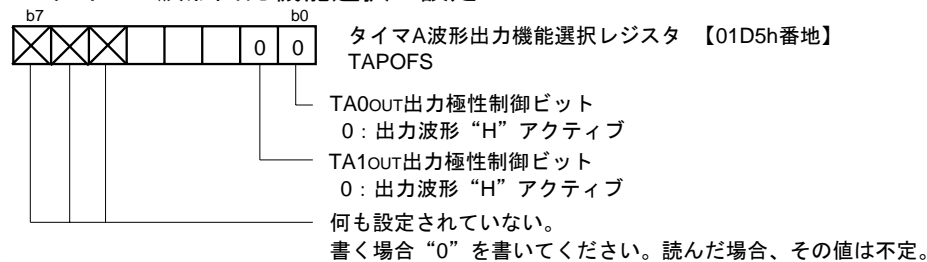 b7 b0
0 0
タイマA波形出力機能選択レジスタ 【01D5h番地】
TAPOFS
TA0OUT出力極性制御ビット
0：出力波形“H”アクティブ
TA1OUT出力極性制御ビット
0：出力波形“H”アクティブ
何も設定されていない。
書く場合“0”を書いてください。読んだ場合、その値は不定。